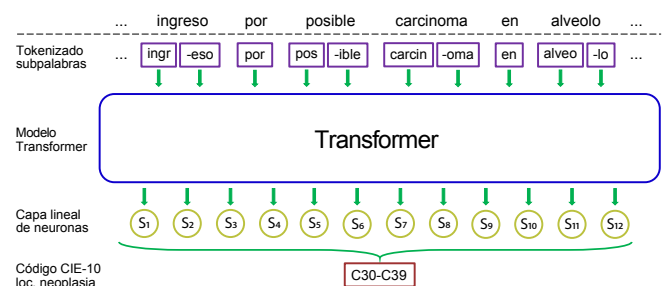 ... ingreso por posible carcinoma en alveolo ...
Tokenizado subpalabras
... ingr -eso por pos -ible carcin -oma en alveo -lo ...
Modelo Transformer
Transformer
Capa lineal de neuronas
S1 S2 S3 S4 S5 S6 S7 S8 S9 S10 S11 S12
Código CIE-10
loc. neoplasia
C30-C39